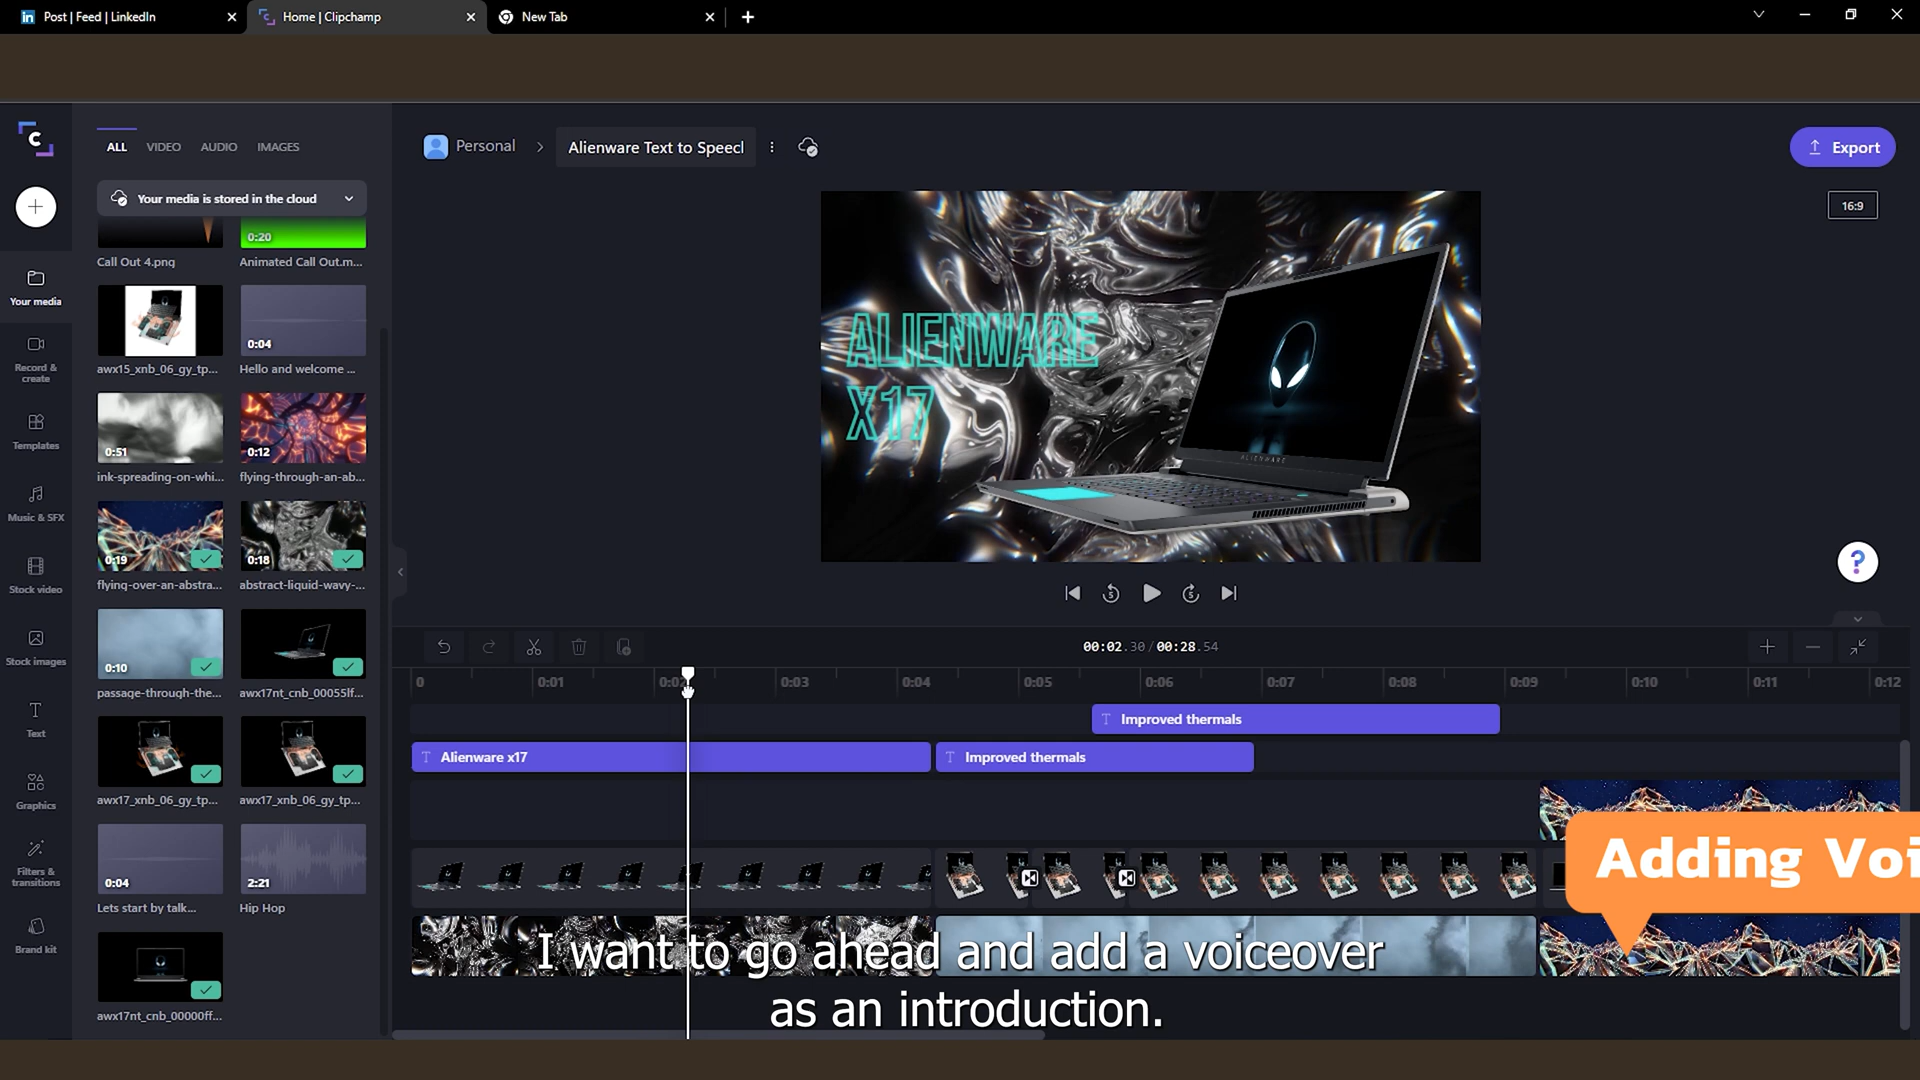 Post | Feed | LinkedIn
Home | Clipchamp
New Tab
ALL VIDEO AUDIO IMAGES
Personal
Alienware Text to Speecl
Export
Your media is stored in the cloud
16:9
0:20
Call Out 4.png
Animated Call Out.m...
Your media
0:04
awx15_xnb_06_gy_tp...
Hello and welcome ...
Record & create
0:51
0:12
ink-spreading-on-whi...
flying-through-an-ab...
Templates
Music & SFX
0:19
0:18
flying-over-an-abstra...
abstract-liquid-wavy-...
Stock video
0:10
passage-through-the...
awx17nt_cnb_00055lf...
Stock images
Text
awx17_xnb_06_gy_tp...
awx17_xnb_06_gy_tp...
Graphics
0:04
2:21
Lets start by talk...
Hip Hop
Filters & transitions
Brand kit
awx17nt_cnb_00000ff...
ALIENWARE
X17
ALIENWARE
5
5
?
00:02.30 / 00:28.54
0 0:01 0:02 0:03 0:04 0:05 0:06 0:07 0:08 0:09 0:10 0:11 0:12
T Improved thermals
T Alienware x17
T Improved thermals
Adding Voi
I want to go ahead and add a voiceover
as an introduction.